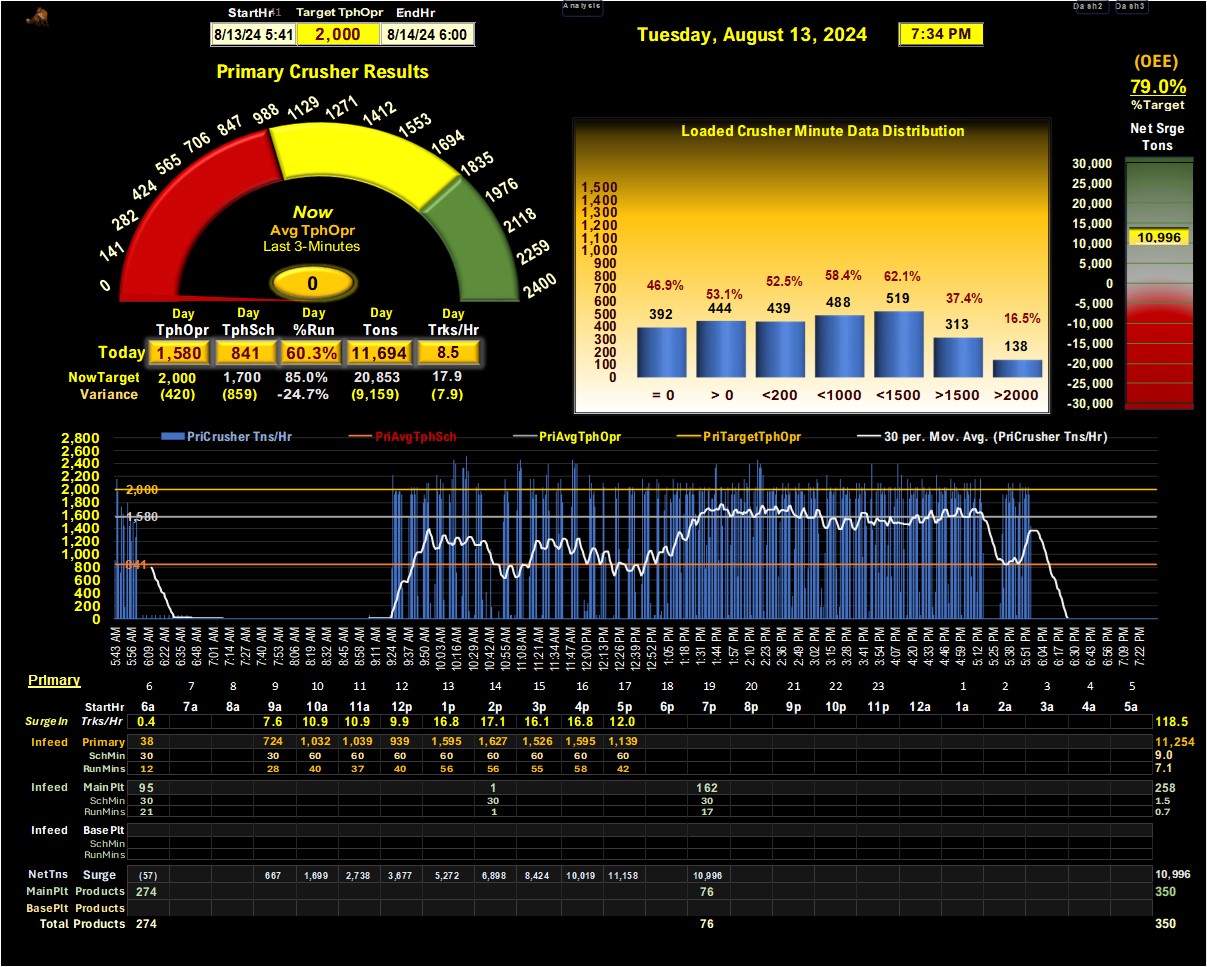 StartHr41 Target TphOpr EndHr
8/13/24 5:41 2,000 8/14/24 6:00
Analysis
Dash2 Dash3
Tuesday, August 13, 2024 7:34 PM
(OEE)
79.0%
%Target
Net Srge
Tons
30,000
25,000
20,000
15,000
10,996
10,000
5,000
0
-5,000
-10,000
-15,000
-20,000
-25,000
-30,000
Primary Crusher Results
0 141 282 424 565 706 847 988 1129 1271 1412 1553 1694 1835 1976 2118 2259 2400
Now
Avg TphOpr
Last 3-Minutes
0
Day Day Day Day Day
TphOpr TphSch %Run Tons Trks/Hr
Today 1,580 841 60.3% 11,694 8.5
NowTarget 2,000 1,700 85.0% 20,853 17.9
Variance (420) (859) -24.7% (9,159) (7.9)
Loaded Crusher Minute Data Distribution
1,500
1,400
1,300
1,200
1,100
1,000
900
800
700
600
500
400
300
200
100
0
46.9% 53.1% 52.5% 58.4% 62.1% 37.4% 16.5%
392 444 439 488 519 313 138
= 0 > 0 <200 <1000 <1500 >1500 >2000
PriCrusher Tns/Hr PriAvgTphSch PriAvgTphOpr PriTargetTphOpr 30 per. Mov. Avg. (PriCrusher Tns/Hr)
2,800
2,600
2,400
2,200
2,000
1,800
1,600
1,400
1,200
1,000
800
600
400
200
0
2,000
1,580
841
5:43 AM 5:56 AM 6:09 AM 6:22 AM 6:35 AM 6:48 AM 7:01 AM 7:14 AM 7:27 AM 7:40 AM 7:53 AM 8:06 AM 8:19 AM 8:32 AM 8:45 AM 8:58 AM 9:11 AM 9:24 AM 9:37 AM 9:50 AM 10:03 AM 10:16 AM 10:29 AM 10:42 AM 10:55 AM 11:08 AM 11:21 AM 11:34 AM 11:47 AM 12:00 PM 12:13 PM 12:26 PM 12:39 PM 12:52 PM 1:05 PM 1:18 PM 1:31 PM 1:44 PM 1:57 PM 2:10 PM 2:23 PM 2:36 PM 2:49 PM 3:02 PM 3:15 PM 3:28 PM 3:41 PM 3:54 PM 4:07 PM 4:20 PM 4:33 PM 4:46 PM 4:59 PM 5:12 PM 5:25 PM 5:38 PM 5:51 PM 6:04 PM 6:17 PM 6:30 PM 6:43 PM 6:56 PM 7:09 PM 7:22 PM
Primary 6 7 8 9 10 11 12 13 14 15 16 17 18 19 20 21 22 23 1 2 3 4 5
StartHr 6a 7a 8a 9a 10a 11a 12p 1p 2p 3p 4p 5p 6p 7p 8p 9p 10p 11p 12a 1a 2a 3a 4a 5a
SurgeIn Trks/Hr 0.4 7.6 10.9 10.9 9.9 16.8 17.1 16.1 16.8 12.0 118.5
Infeed Primary 38 724 1,032 1,039 939 1,595 1,627 1,526 1,595 1,139 11,254
SchMin 30 30 60 60 60 60 60 60 60 60 9.0
RunMins 12 28 40 37 40 56 56 55 58 42 7.1
Infeed Main Plt 95 1 162 258
SchMin 30 30 30 1.5
RunMins 21 1 17 0.7
Infeed Base Plt
SchMin
RunMins
NetTns Surge (57) 667 1,699 2,738 3,677 5,272 6,898 8,424 10,019 11,158 10,996 10,996
MainPlt Products 274 76 350
BasePlt Products
Total Products 274 76 350